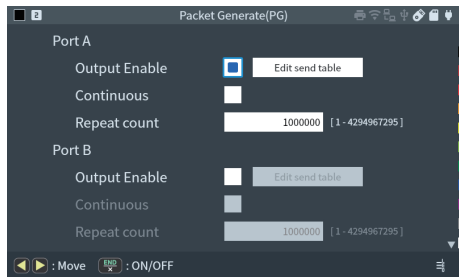 2 Packet Generate(PG)
Port A
Output Enable Edit send table
Continuous
Repeat count 1000000 [1-4294967295]
Port B
Output Enable Edit send table
Continuous
Repeat count 1000000 [1-4294967295]
: Move END X : ON/OFF